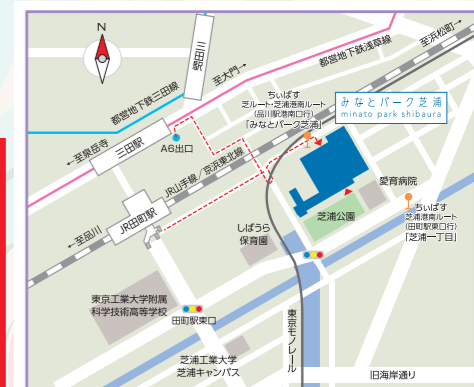 N
三田駅
至大門→
都営地下鉄浅草線
至浜松町→
都営地下鉄三田線
ちぃばす
芝ルート・芝浦港南ルート
(品川駅港南口行)
「みなとパーク芝浦」
みなとパーク芝浦
minato park shibaura
←至泉岳寺
三田駅
A6出口
JR山手線/京浜東北線
愛育病院
←至品川
JR田町駅
芝浦公園
ちぃばす
芝浦港南ルート
(田町駅東口行)
「芝浦一丁目」
しばうら
保育園
東京工業大学附属
科学技術高等学校
田町駅東口
東京モノレール
芝浦工業大学
芝浦キャンパス
旧海岸通り